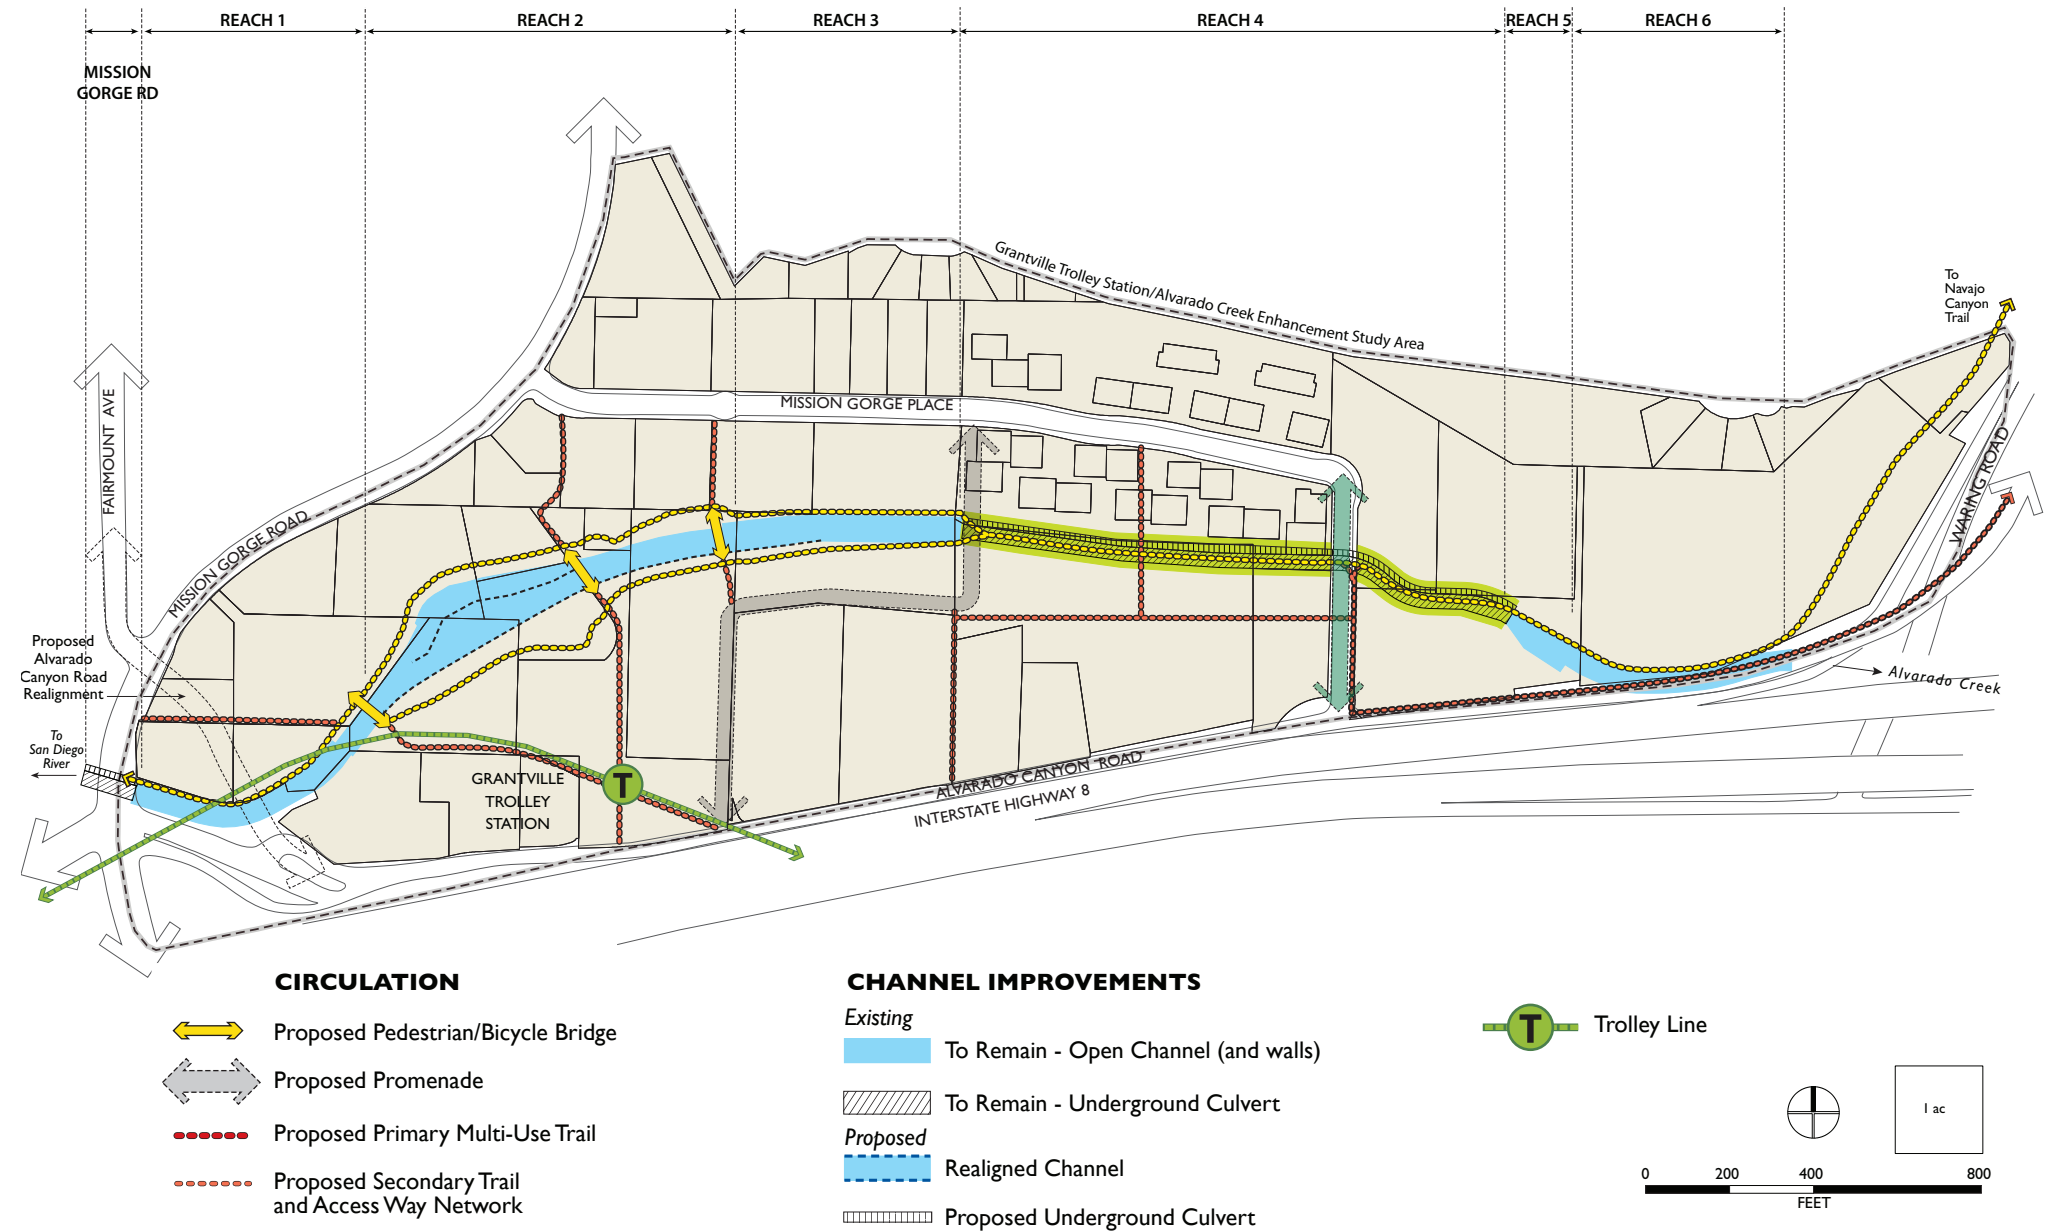 REACH 1
REACH 2
REACH 3
REACH 4
REACH 5
REACH 6
MISSION
GORGE RD
Grantville Trolley Station/Alvarado Creek Enhancement Study Area
To
Navajo
Canyon
Trail
FAIRMOUNT AVE
MISSION GORGE PLACE
MISSION GORGE ROAD
WARING ROAD
Proposed
Alvarado
Canyon Road
Realignment
Alvarado Creek
To
San Diego
River
GRANTVILLE
TROLLEY
STATION
T
ALVARADO CANYON ROAD
INTERSTATE HIGHWAY 8
CIRCULATION
Proposed Pedestrian/Bicycle Bridge
Proposed Promenade
Proposed Primary Multi-Use Trail
Proposed Secondary Trail
and Access Way Network
CHANNEL IMPROVEMENTS
Existing
To Remain - Open Channel (and walls)
To Remain - Underground Culvert
Proposed
Realigned Channel
Proposed Underground Culvert
T
Trolley Line
1 ac
0 200 400 800
FEET